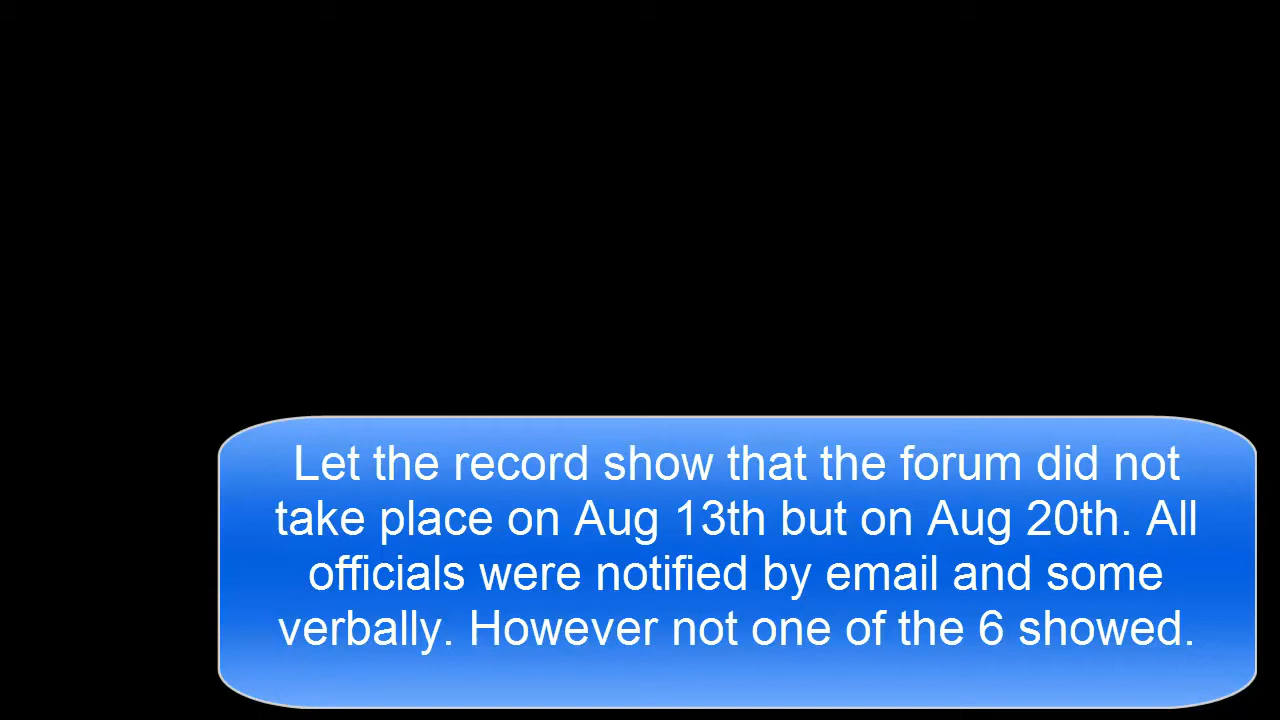 Let the record show that the forum did not
take place on Aug 13th but on Aug 20th. All
officials were notified by email and some
verbally. However not one of the 6 showed.